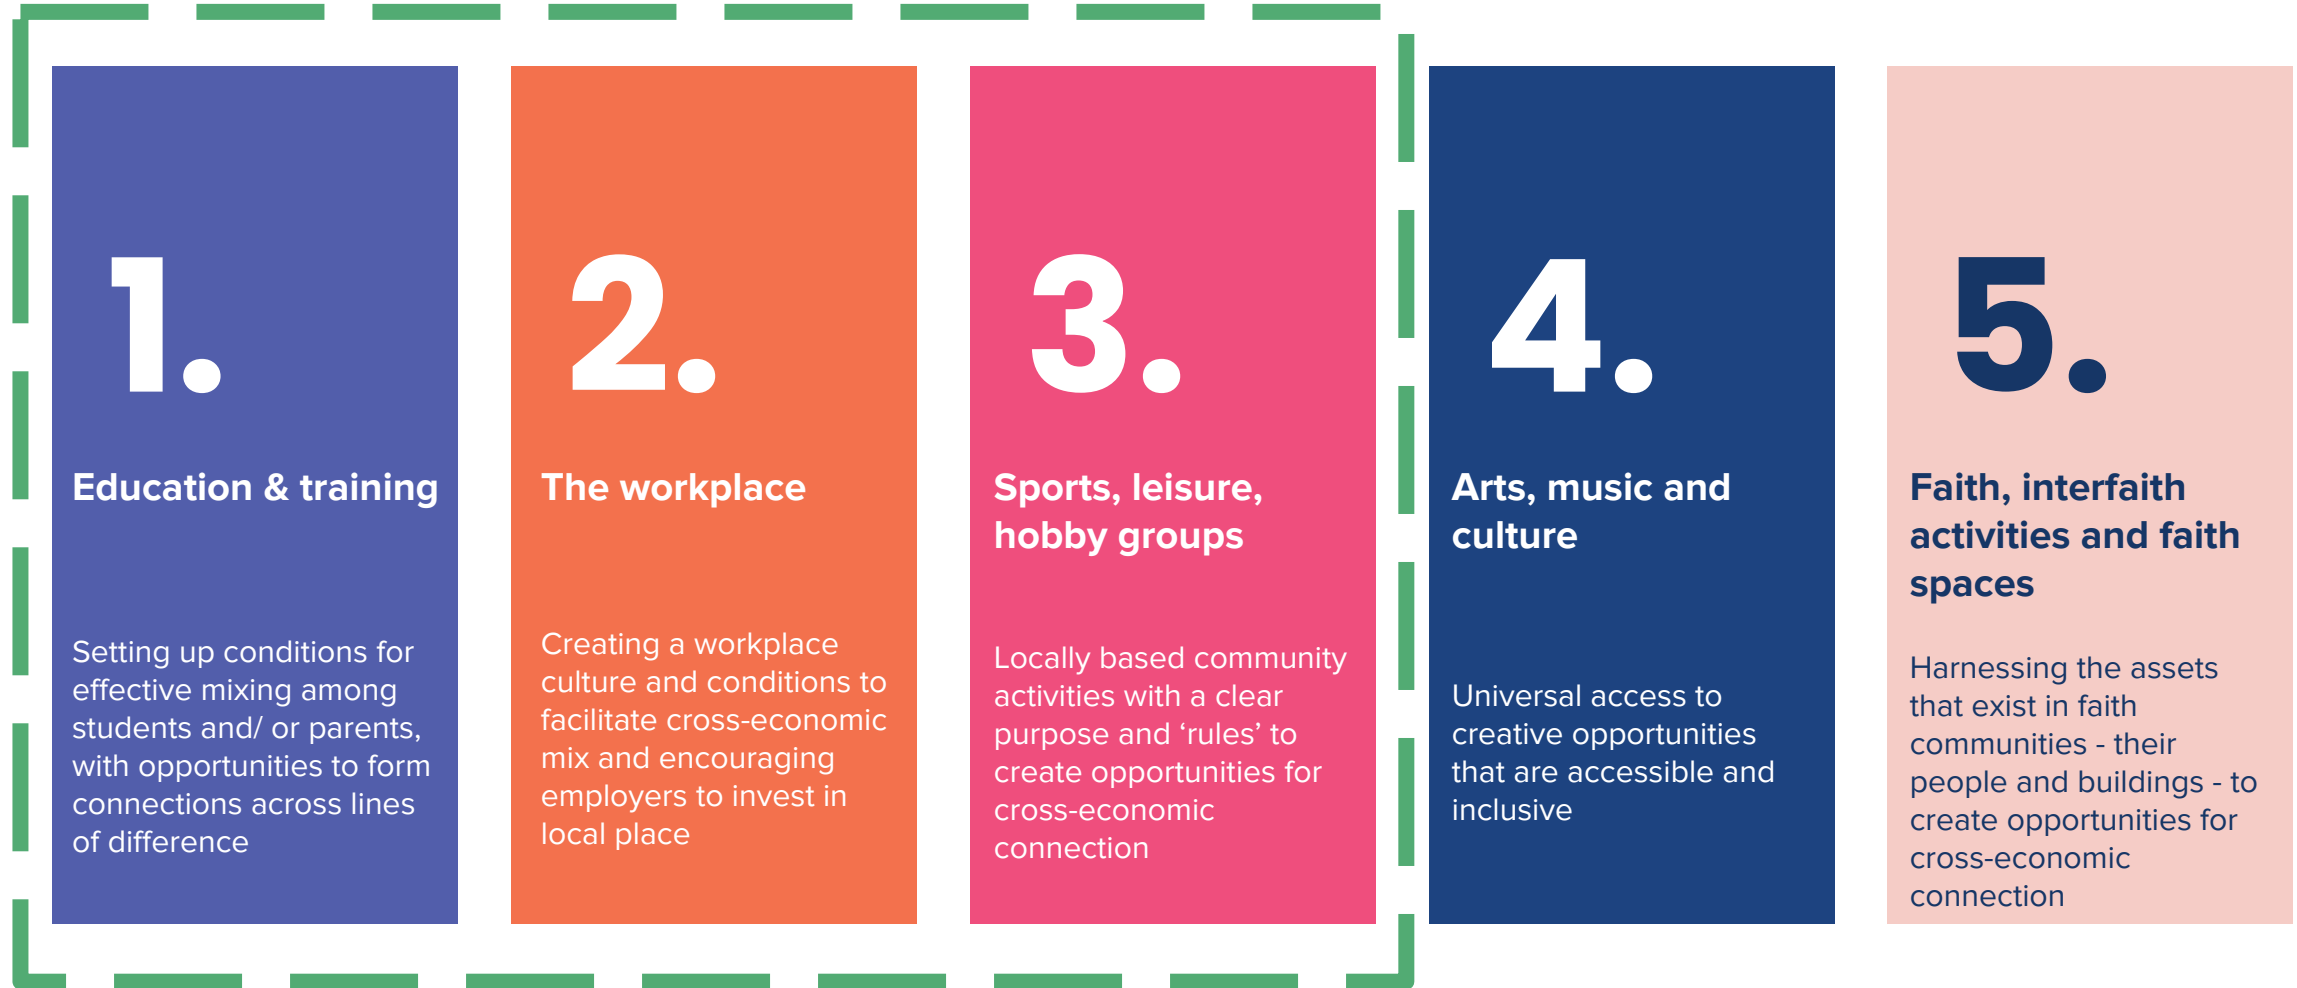 1.
Education & training
Setting up conditions for
effective mixing among
students and/ or parents,
with opportunities to form
connections across lines
of difference
2.
The workplace
Creating a workplace
culture and conditions to
facilitate cross-economic
mix and encouraging
employers to invest in
local place
3.
Sports, leisure,
hobby groups
Locally based community
activities with a clear
purpose and ‘rules’ to
create opportunities for
cross-economic
connection
4.
Arts, music and
culture
Universal access to
creative opportunities
that are accessible and
inclusive
5.
Faith, interfaith
activities and faith
spaces
Harnessing the assets
that exist in faith
communities - their
people and buildings - to
create opportunities for
cross-economic
connection